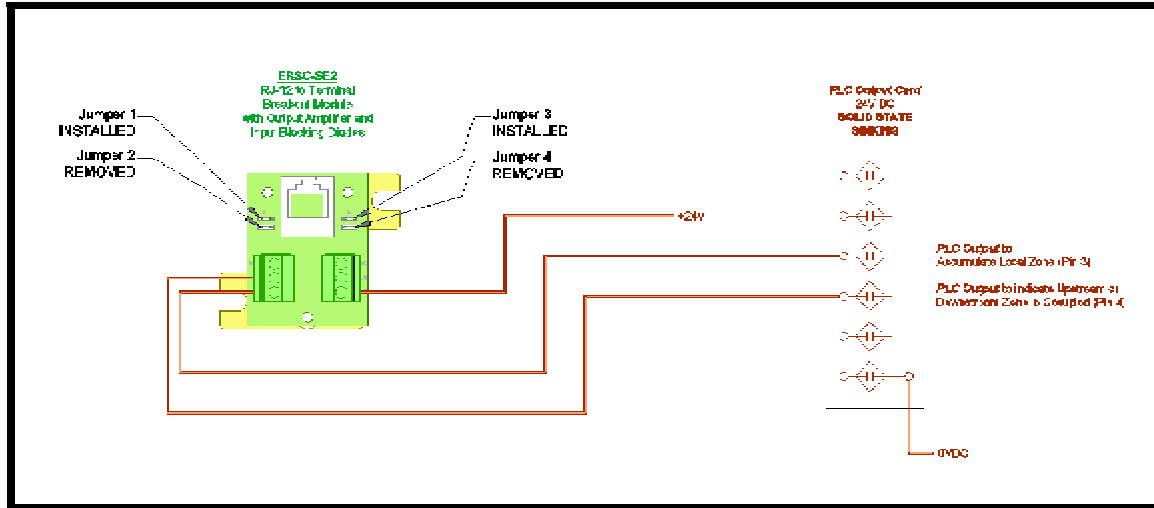 ERSC-SE2
RJ-12 to Terminal
Breakout Module
with Output Amplifier and
Input Blocking Diodes
Jumper 1
INSTALLED
Jumper 2
REMOVED
Jumper 3
INSTALLED
Jumper 4
REMOVED
PLC Output Card
24V DC
SOLID STATE
SINKING
+24V
PLC Output to
Accumulate Local Zone (Pin 3)
PLC Output to indicate Upstream or
Downstream Zone is Occupied (Pin 4)
0VDC